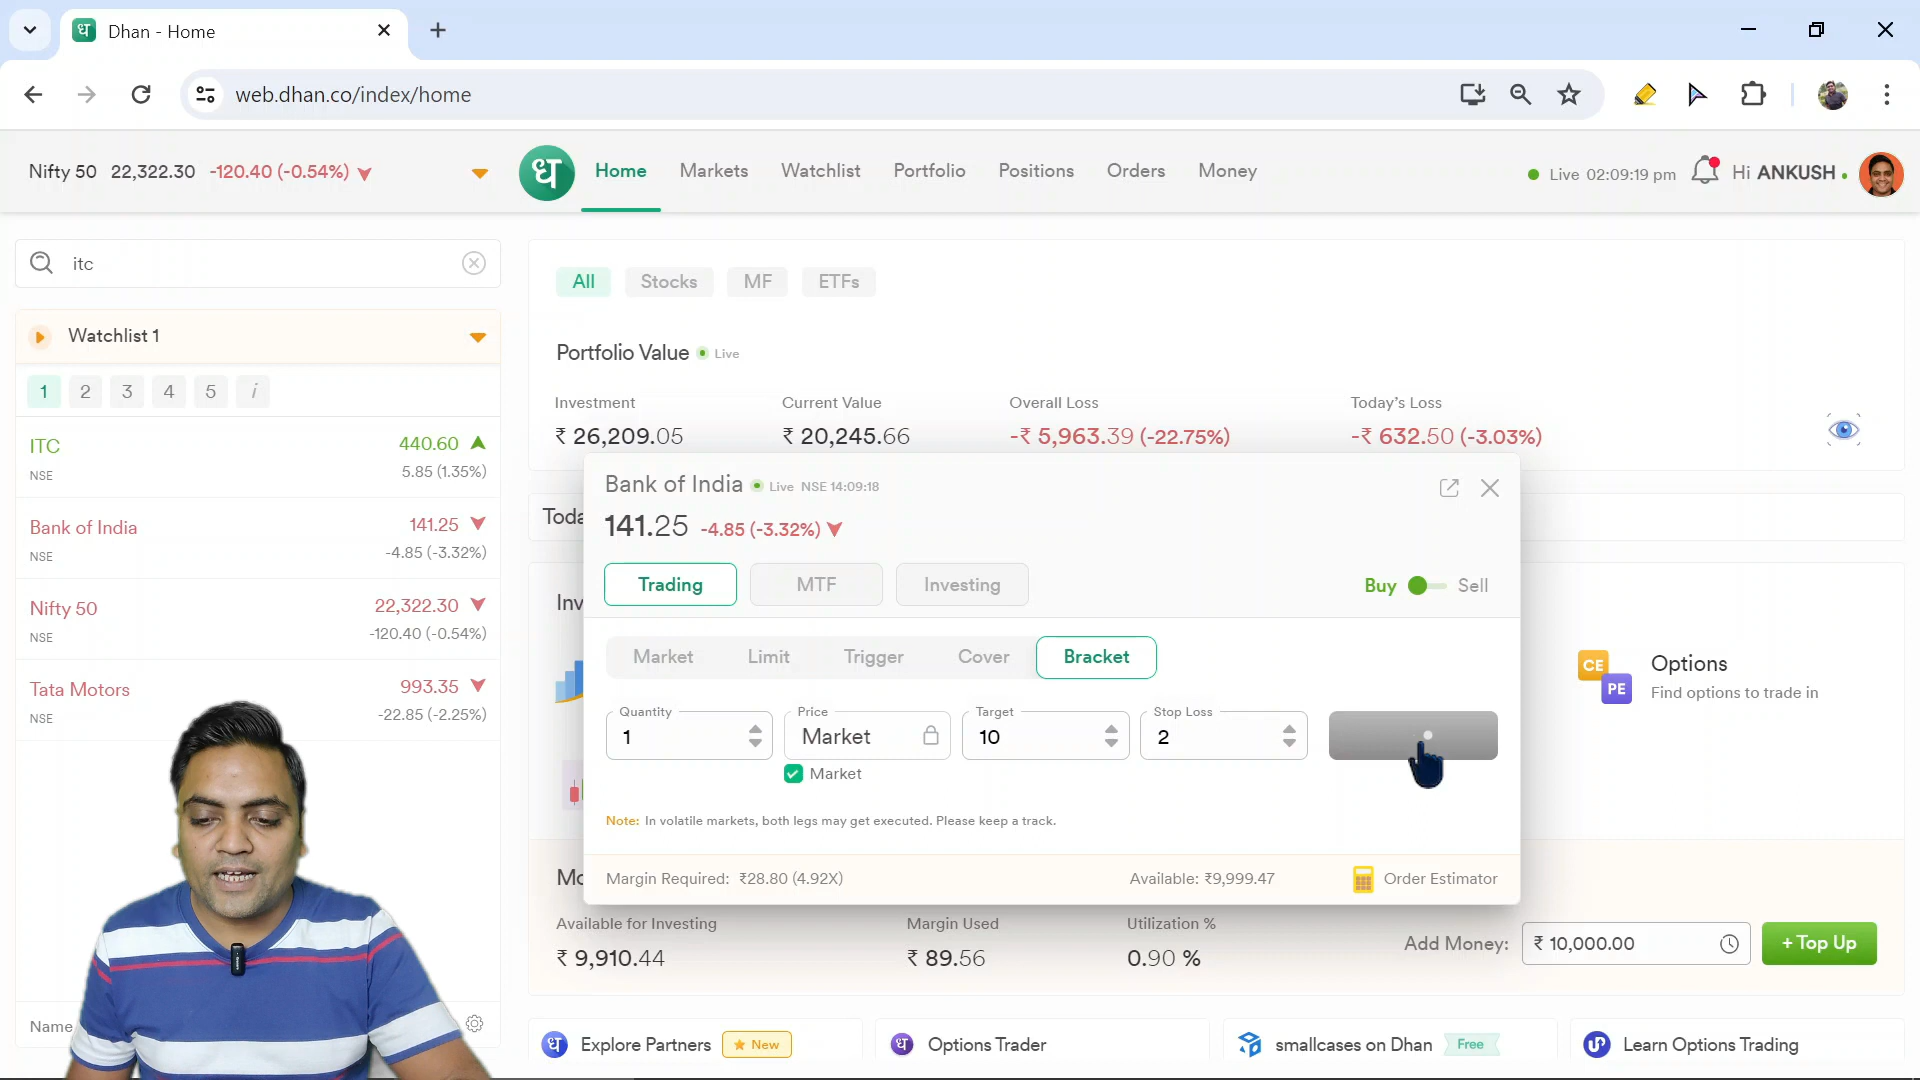 ध Dhan - Home
web.dhan.co/index/home
Nifty 50 22,322.30 -120.40 (-0.54%)
ध Home Markets Watchlist Portfolio Positions Orders Money
Live 02:09:19 pm Hi ANKUSH
itc
Watchlist 1
1 2 3 4 5 i
ITC 440.60
NSE 5.85 (1.35%)
Bank of India 141.25
NSE -4.85 (-3.32%)
Nifty 50 22,322.30
NSE -120.40 (-0.54%)
Tata Motors 993.35
NSE -22.85 (-2.25%)
Name
All Stocks MF ETFs
Portfolio Value Live
Investment Current Value Overall Loss Today's Loss
₹ 26,209.05 ₹ 20,245.66 -₹ 5,963.39 (-22.75%) -₹ 632.50 (-3.03%)
Toda
Inv
Bank of India Live NSE 14:09:18
141.25 -4.85 (-3.32%)
Trading MTF Investing Buy Sell
Market Limit Trigger Cover Bracket
Quantity Price Target Stop Loss
1 Market 10 2
Market
Note: In volatile markets, both legs may get executed. Please keep a track.
Margin Required: ₹28.80 (4.92X) Available: ₹9,999.47 Order Estimator
CE PE Options
Find options to trade in
Mo
Available for Investing Margin Used Utilization %
₹ 9,910.44 ₹ 89.56 0.90 %
Add Money: ₹ 10,000.00 + Top Up
ध Explore Partners New
ध Options Trader
smallcases on Dhan Free
Learn Options Trading